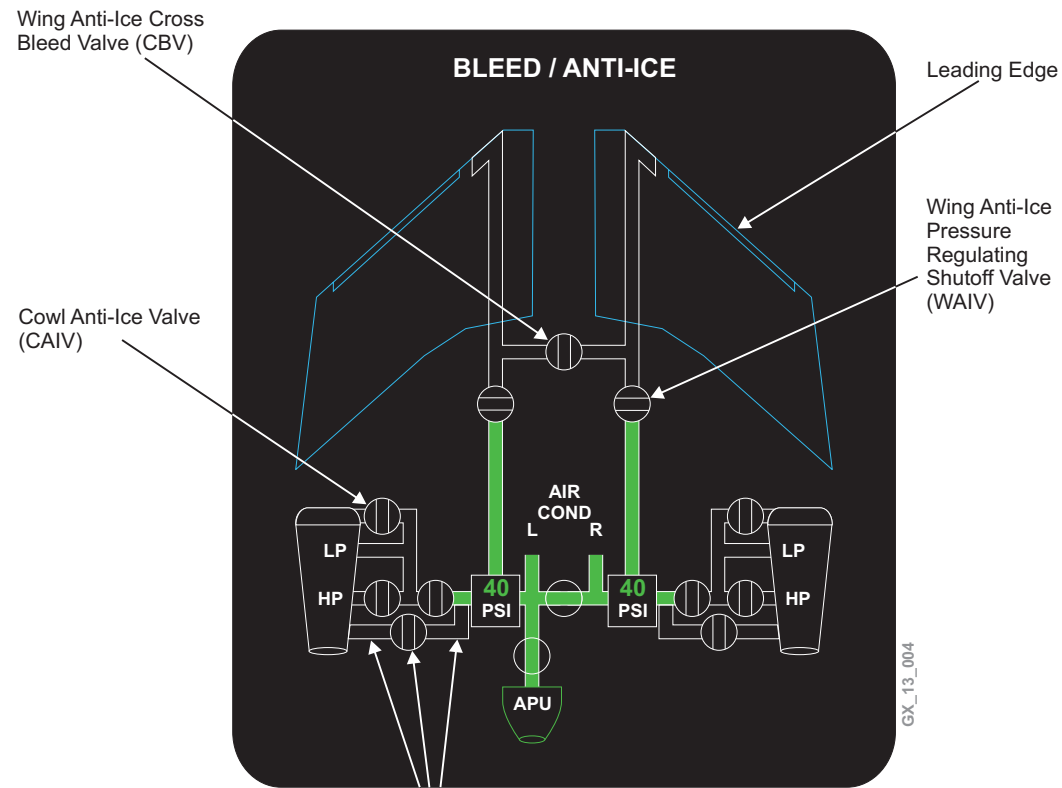 Wing Anti-Ice Cross
Bleed Valve (CBV)
BLEED / ANTI-ICE
Leading Edge
Wing Anti-Ice
Pressure
Regulating
Shutoff Valve
(WAIV)
Cowl Anti-Ice Valve
(CAIV)
AIR
COND
L
R
LP
LP
HP
40
PSI
40
PSI
HP
APU
GX_13_004